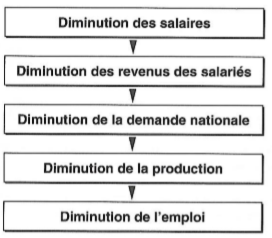 Diminution des salaires
Diminution des revenus des salariés
Diminution de la demande nationale
Diminution de la production
Diminution de l'emploi